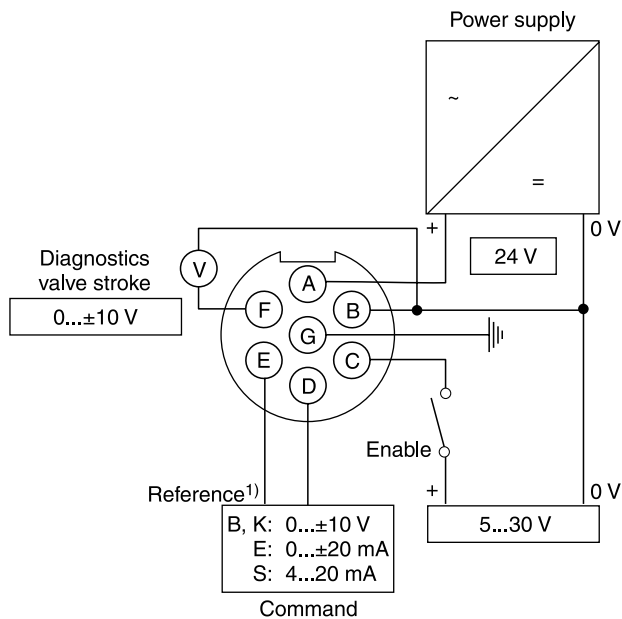 Power supply
~
=
+
0 V
24 V
Diagnostics
valve stroke
0...±10 V
V
A
F
B
G
E
C
D
Enable
Reference1)
+
0 V
5...30 V
B, K: 0...±10 V
E: 0...±20 mA
S: 4...20 mA
Command